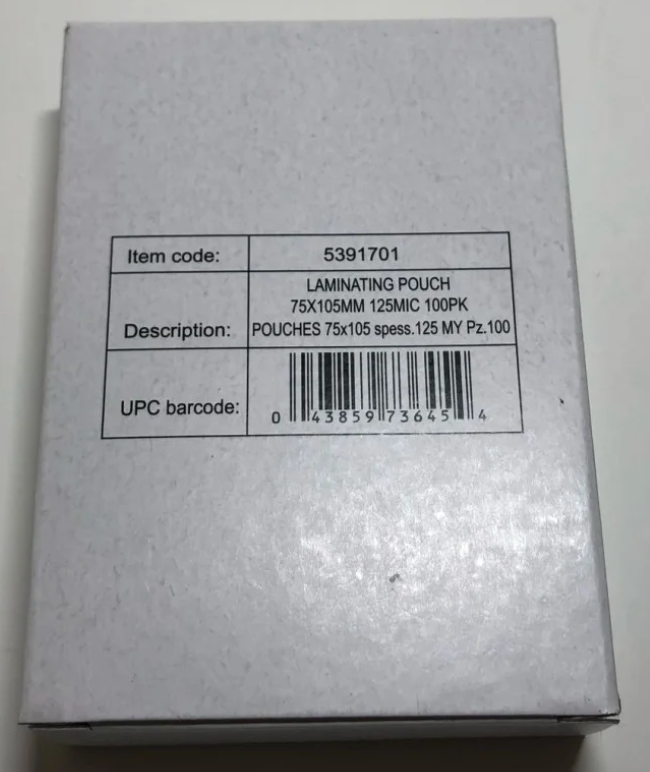 Item code: 5391701
LAMINATING POUCH
75X105MM 125MIC 100PK
Description: POUCHES 75x105 spess.125 MY Pz.100
UPC barcode: 0 43859 73645 4